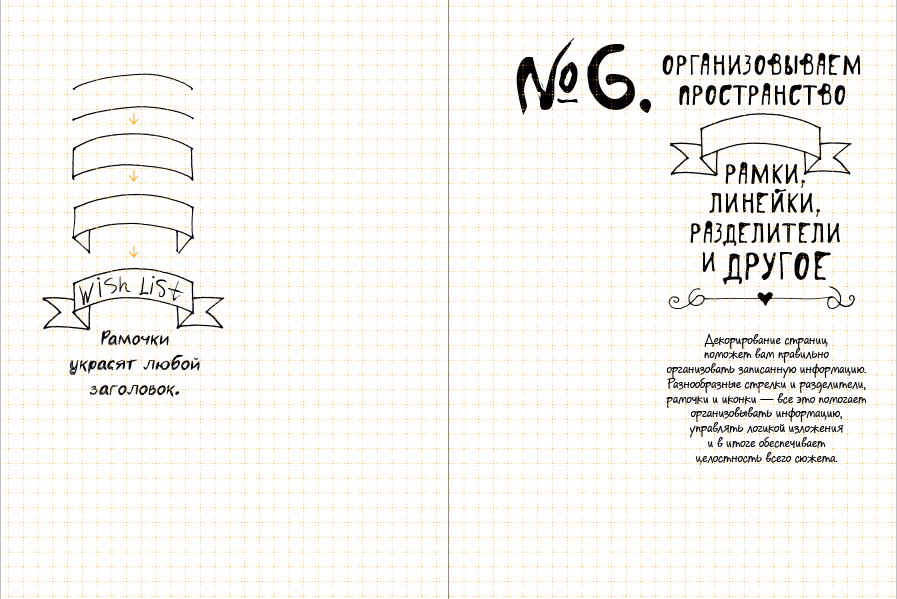 Wish List
Рамочки
украсят любой
заголовок.
№ 6.
ОРГАНИЗОВЫВАЕМ
ПРОСТРАНСТВО
РАМКИ,
ЛИНЕЙКИ,
РАЗДЕЛИТЕЛИ
И ДРУГОЕ
Декорирование страниц
поможет вам правильно
организовать записанную информацию.
Разнообразные стрелки и разделители,
рамочки и иконки — все это помогает
организовывать информацию,
управлять логикой изложения
и в итоге обеспечивает
целостность всего сюжета.